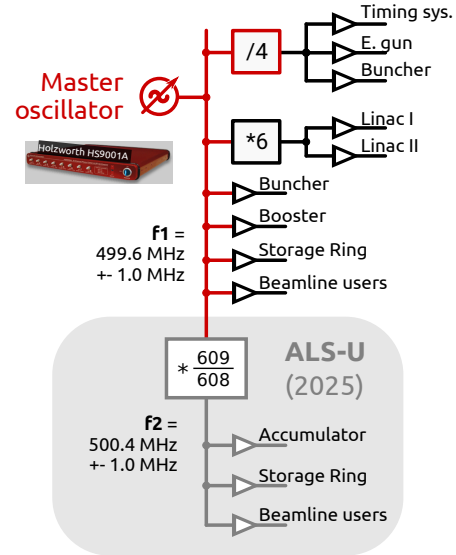 Timing sys.
/4
E. gun
Buncher
Master
oscillator
Linac I
*6
Linac II
Holzworth HS9001A
Buncher
Booster
f1 =
499.6 MHz
+- 1.0 MHz
Storage Ring
Beamline users
* 609
608
ALS-U
(2025)
f2 =
500.4 MHz
+- 1.0 MHz
Accumulator
Storage Ring
Beamline users